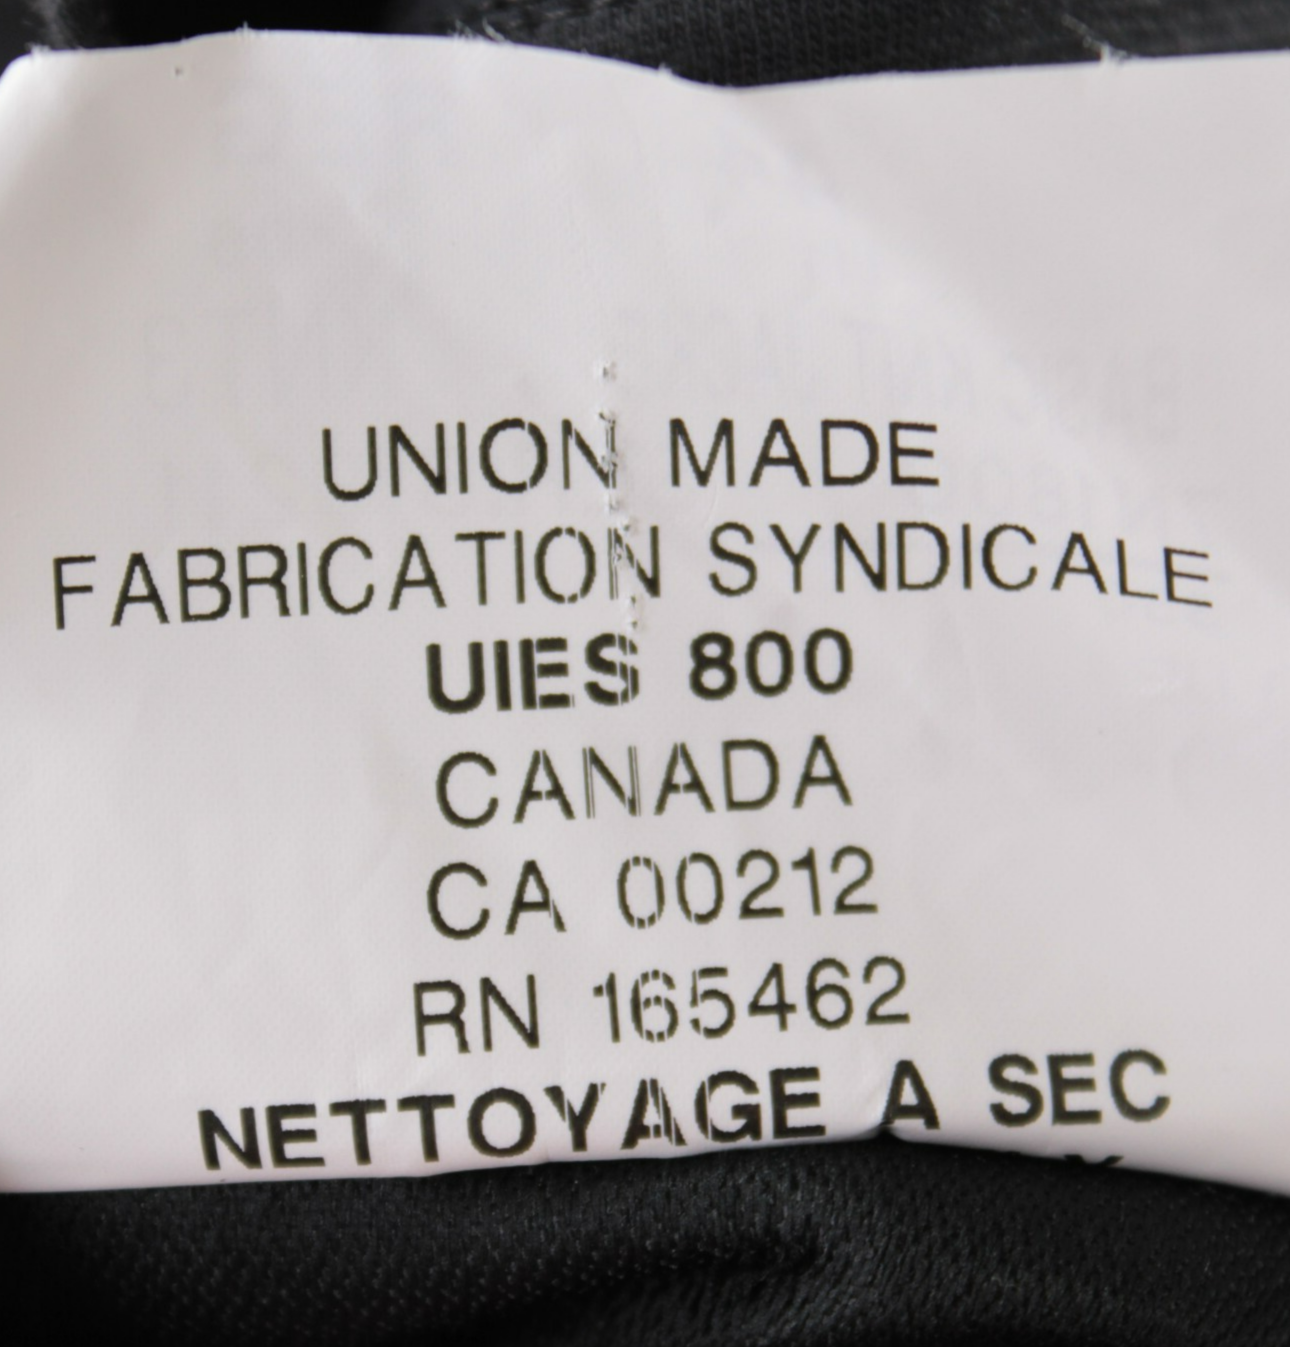 UNION MADE
FABRICATION SYNDICALE
UIES 800
CANADA
CA 00212
RN 165462
NETTOYAGE A SEC